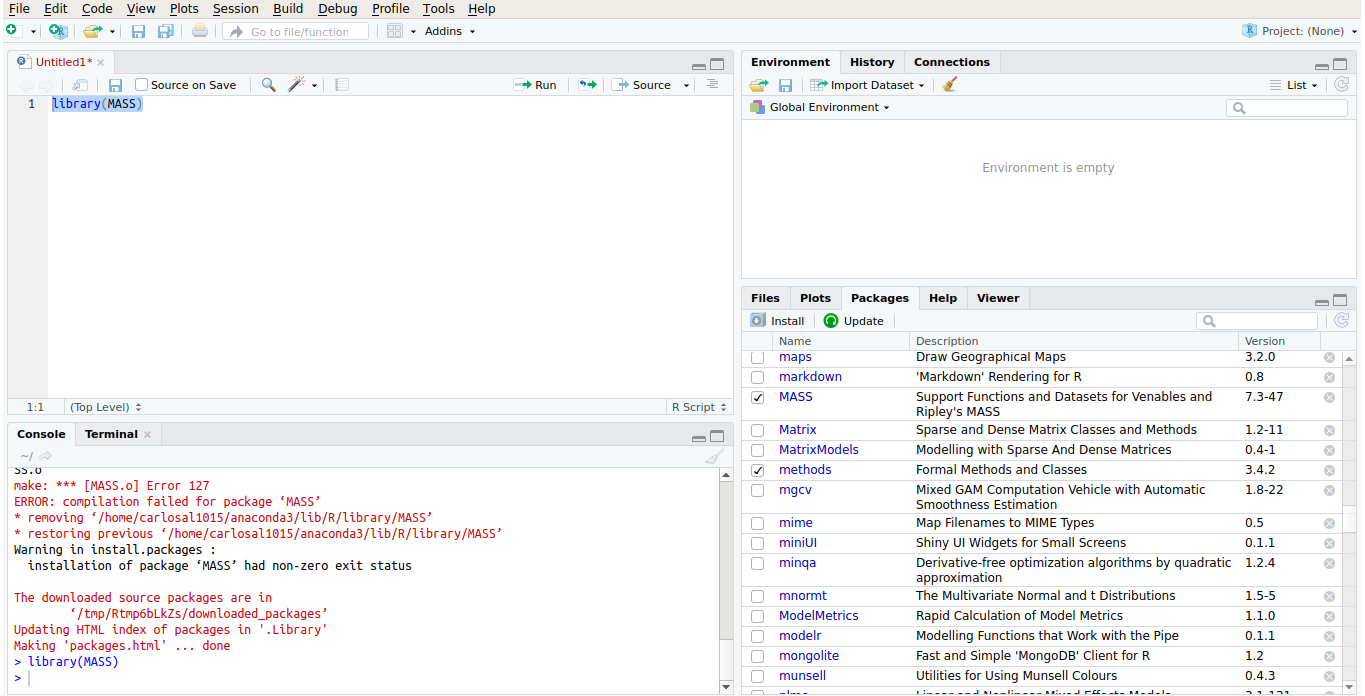 File Edit Code View Plots Session Build Debug Profile Tools Help
Go to file/function Addins Project: (None)
Untitled1*
Source on Save Run Source
1 library(MASS)
1:1 (Top Level) R Script
Console Terminal
~/
SS.o
make: *** [MASS.o] Error 127
ERROR: compilation failed for package ‘MASS’
* removing ‘/home/carlosal1015/anaconda3/lib/R/library/MASS’
* restoring previous ‘/home/carlosal1015/anaconda3/lib/R/library/MASS’
Warning in install.packages :
installation of package ‘MASS’ had non-zero exit status
The downloaded source packages are in
‘/tmp/Rtmp6bLkZs/downloaded_packages’
Updating HTML index of packages in '.Library'
Making 'packages.html' ... done
> library(MASS)
>
Environment History Connections
Import Dataset List
Global Environment
Environment is empty
Files Plots Packages Help Viewer
Install Update
Name Description Version
maps Draw Geographical Maps 3.2.0
markdown 'Markdown' Rendering for R 0.8
MASS Support Functions and Datasets for Venables and 7.3-47
Ripley's MASS
Matrix Sparse and Dense Matrix Classes and Methods 1.2-11
MatrixModels Modelling with Sparse And Dense Matrices 0.4-1
methods Formal Methods and Classes 3.4.2
mgcv Mixed GAM Computation Vehicle with Automatic 1.8-22
Smoothness Estimation
mime Map Filenames to MIME Types 0.5
miniUI Shiny UI Widgets for Small Screens 0.1.1
minqa Derivative-free optimization algorithms by quadratic 1.2.4
approximation
mnormt The Multivariate Normal and t Distributions 1.5-5
ModelMetrics Rapid Calculation of Model Metrics 1.1.0
modelr Modelling Functions that Work with the Pipe 0.1.1
mongolite Fast and Simple 'MongoDB' Client for R 1.2
munsell Utilities for Using Munsell Colours 0.4.3
nlme Linear and Nonlinear Mixed Effects Models 3.1-131